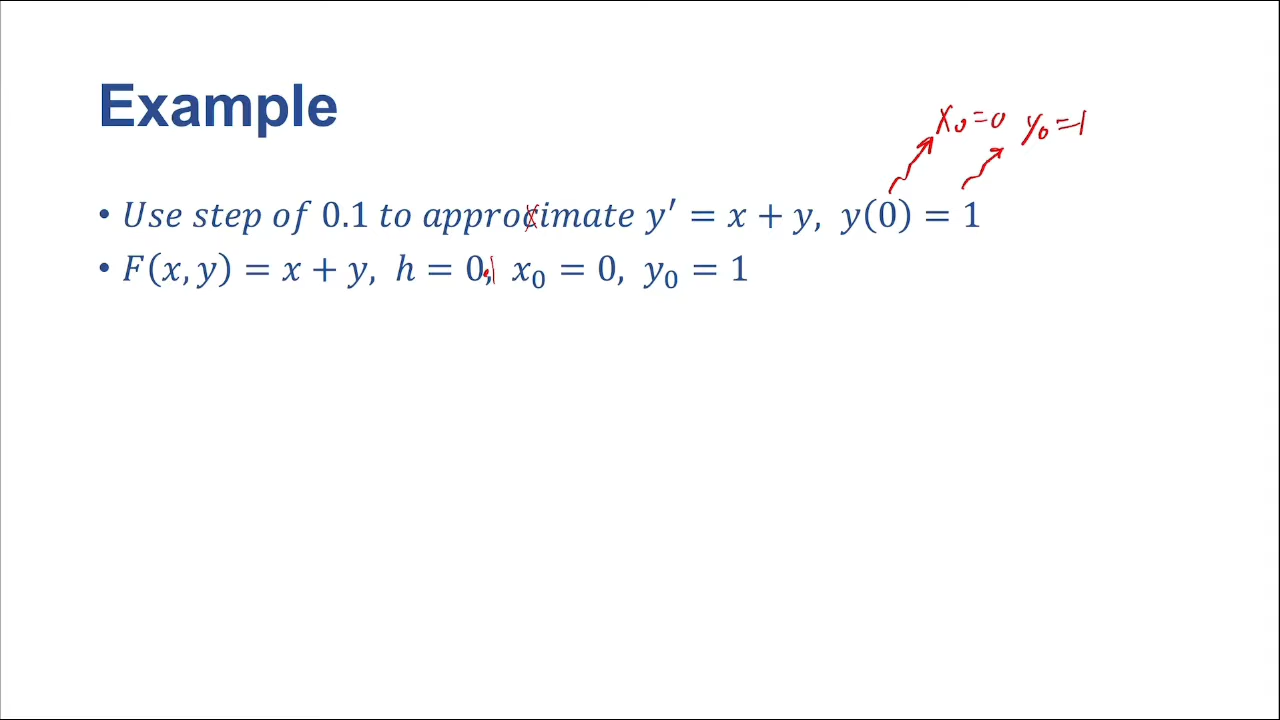 Example
x₀=0 y₀=1
• Use step of 0.1 to approximate y′ = x + y, y(0) = 1
• F(x, y) = x + y, h = 0.1 x₀ = 0, y₀ = 1